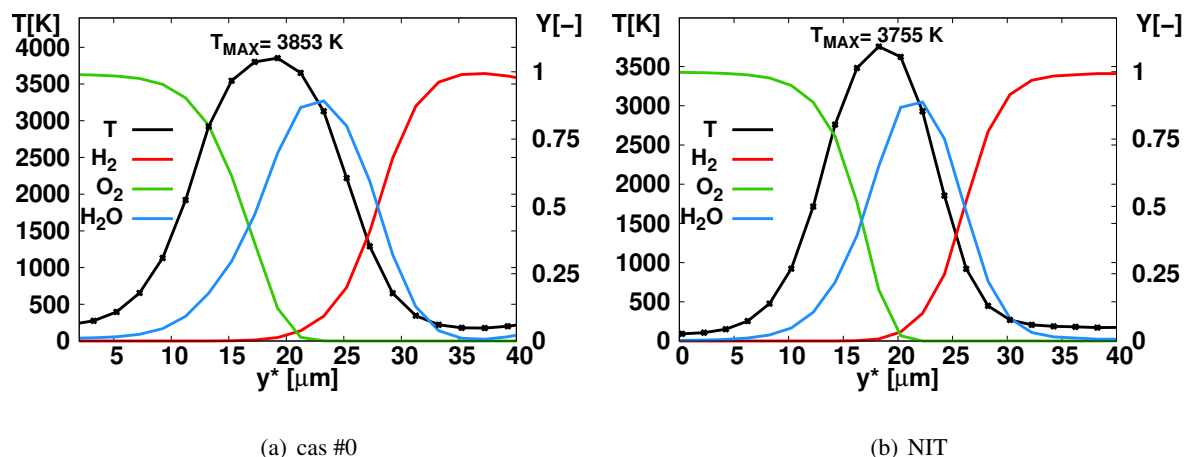 T[K]
Y[−]
T_MAX= 3853 K
4000
3500
3000
2500
2000
1500
1000
500
0
T
H₂
O₂
H₂O
1
0.75
0.5
0.25
0
5 10 15 20 25 30 35 40
y* [μm]
(a) cas #0
T[K]
Y[−]
T_MAX= 3755 K
3500
3000
2500
2000
1500
1000
500
0
T
H₂
O₂
H₂O
1
0.75
0.5
0.25
0
0 5 10 15 20 25 30 35 40
y* [μm]
(b) NIT